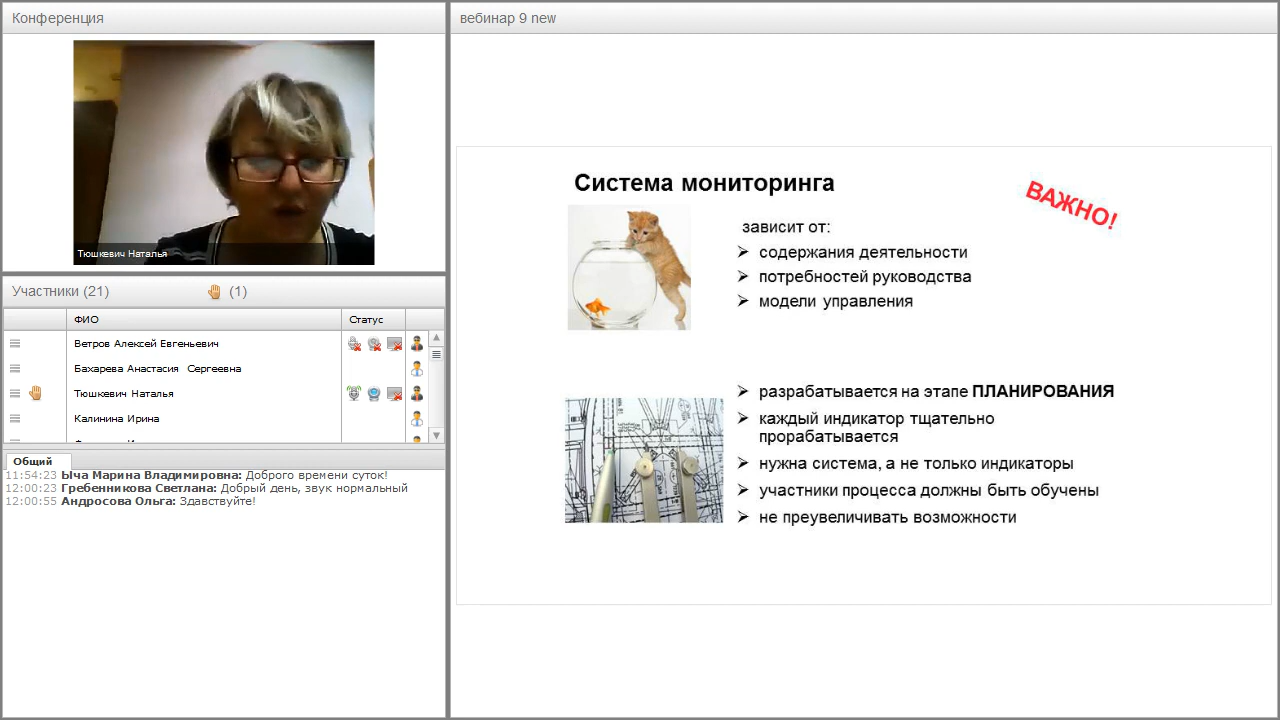 Конференция
Тюшкевич Наталья
Участники (21)
(1)
ФИО
Статус
Ветров Алексей Евгеньевич
Бахарева Анастасия Сергеевна
Тюшкевич Наталья
Калинина Ирина
Общий
11:54:23 Ыча Марина Владимировна: Доброго времени суток!
12:00:23 Гребенникова Светлана: Добрый день, звук нормальный
12:00:55 Андросова Ольга: Здавствуйте!
вебинар 9 new
Система мониторинга
ВАЖНО!
зависит от:
содержания деятельности
потребностей руководства
модели управления
разрабатывается на этапе ПЛАНИРОВАНИЯ
каждый индикатор тщательно
прорабатывается
нужна система, а не только индикаторы
участники процесса должны быть обучены
не преувеличивать возможности